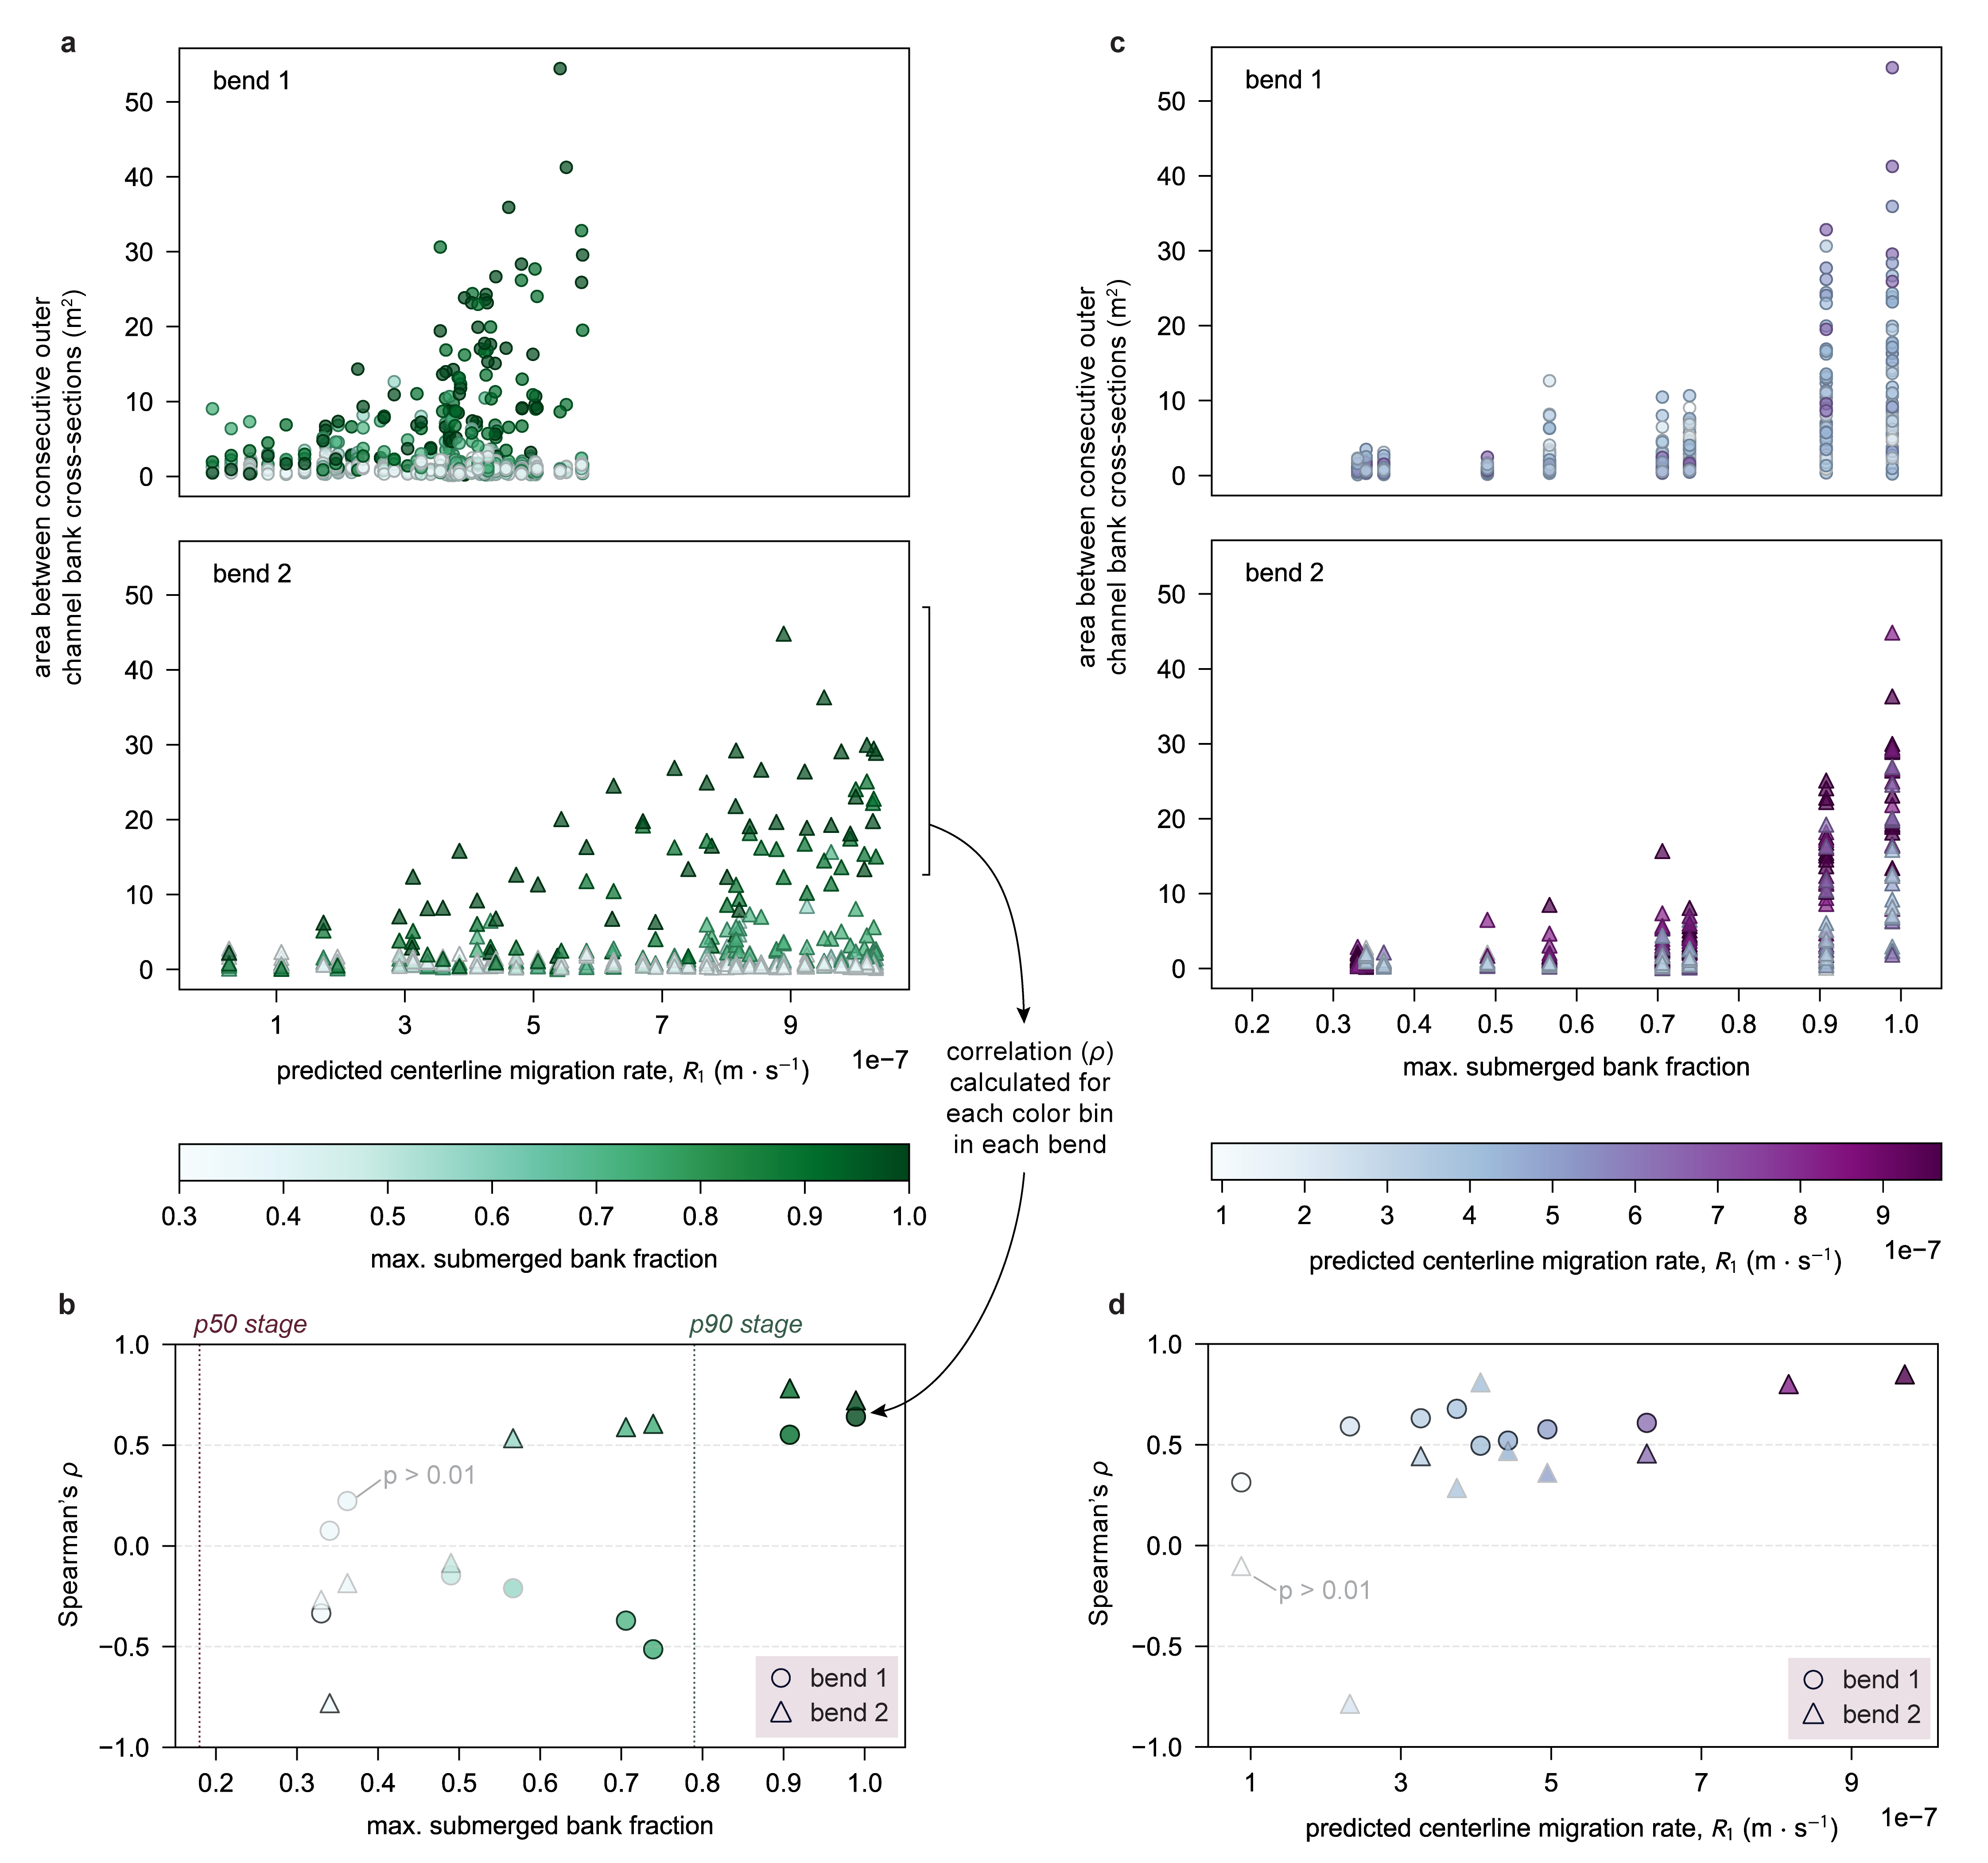 a
bend 1
50
40
30
20
10
0
area between consecutive outer
channel bank cross-sections (m²)
bend 2
50
40
30
20
10
0
1 3 5 7 9
1e−7
predicted centerline migration rate, R₁ (m · s⁻¹)
0.3 0.4 0.5 0.6 0.7 0.8 0.9 1.0
max. submerged bank fraction
correlation (ρ)
calculated for
each color bin
in each bend
b
p50 stage
p90 stage
1.0
0.5
0.0
−0.5
−1.0
Spearman's ρ
p > 0.01
bend 1
bend 2
0.2 0.3 0.4 0.5 0.6 0.7 0.8 0.9 1.0
max. submerged bank fraction
c
bend 1
50
40
30
20
10
0
area between consecutive outer
channel bank cross-sections (m²)
bend 2
50
40
30
20
10
0
0.2 0.3 0.4 0.5 0.6 0.7 0.8 0.9 1.0
max. submerged bank fraction
1 2 3 4 5 6 7 8 9
1e−7
predicted centerline migration rate, R₁ (m · s⁻¹)
d
1.0
0.5
0.0
−0.5
−1.0
Spearman's ρ
p > 0.01
bend 1
bend 2
1 3 5 7 9
1e−7
predicted centerline migration rate, R₁ (m · s⁻¹)